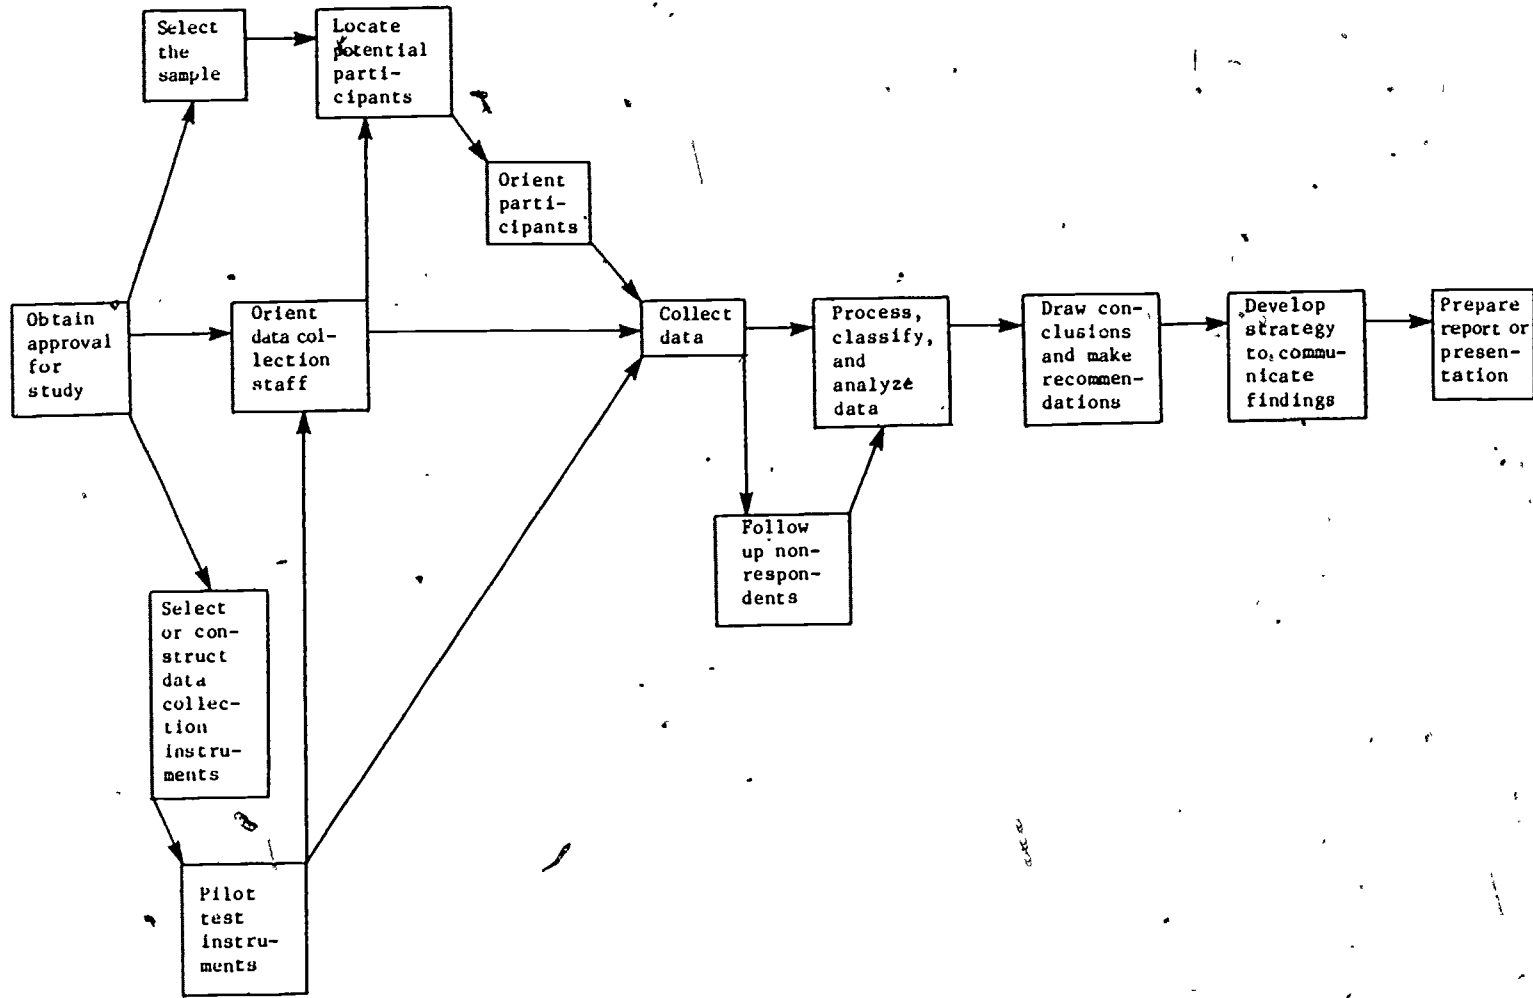 Select
the
sample
Locate
potential
parti-
cipants
Orient
parti-
cipants
Obtain
approval
for
study
Orient
data col-
lection
staff
Collect
data
Process,
classify,
and
analyze
data
Draw con-
clusions
and make
recommen-
dations
Develop
strategy
to commu-
nicate
findings
Prepare
report or
presen-
tation
Follow
up non-
respon-
dents
Select
or con-
struct
data
collec-
tion
instru-
ments
Pilot
test
instru-
ments